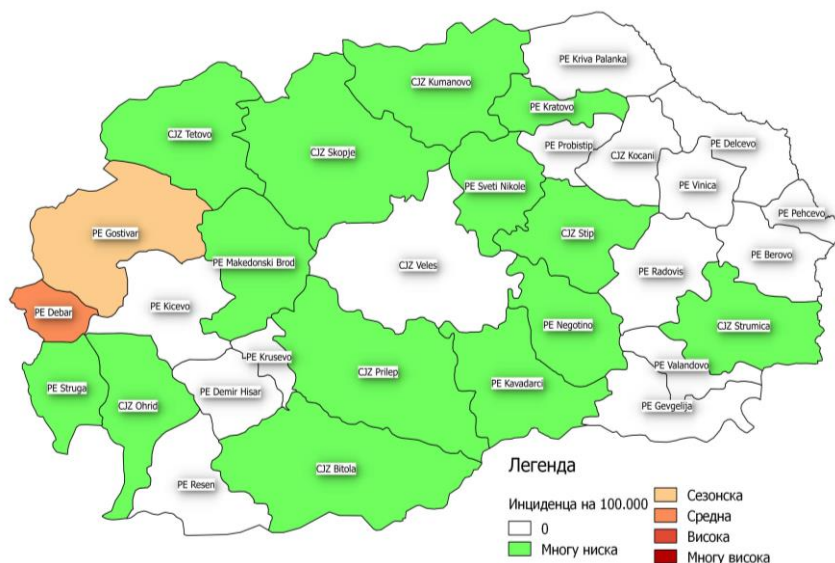 PE Kriva Palanka
CJZ Kumanovo
PE Kratovo
CJZ Tetovo
PE Probistip
PE Delcevo
CJZ Skopje
CJZ Kocani
PE Sveti Nikole
PE Vinica
PE Pehcevo
PE Gostivar
CJZ Stip
PE Berovo
PE Makedonski Brod
CJZ Veles
PE Radovis
PE Debar
PE Kicevo
PE Negotino
CJZ Strumica
PE Krusevo
PE Valandovo
PE Struga
CJZ Prilep
PE Kavadarci
PE Demir Hisar
CJZ Ohrid
PE Gevgelija
CJZ Bitola
PE Resen
Легенда
Инциденца на 100.000
0
Многу ниска
Сезонска
Средна
Висока
Многу висока